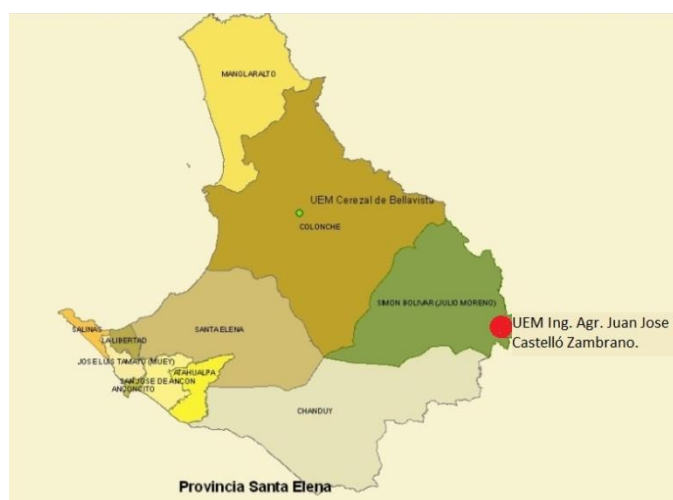 MANGLARALTO
UEM Cerezal de Bellavista
COLONCHE
SIMON BOLIVAR (JULIO MORENO)
UEM Ing. Agr. Juan Jose
Castelló Zambrano.
SALINAS
LA LIBERTAD
SANTA ELENA
JOSE LUIS TAMAYO (MUEY)
ATAHUALPA
SAN JOSE DE ANCON
ANCONCITO
CHANDUY
Provincia Santa Elena